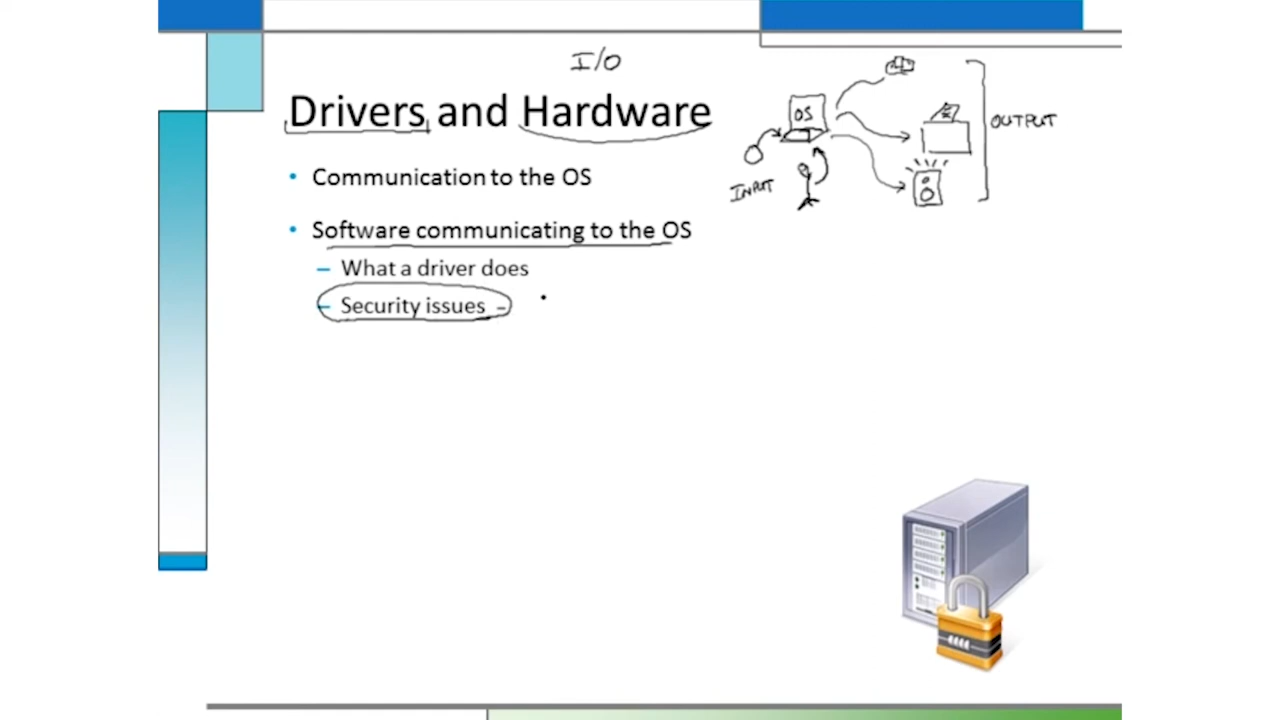 I/O
Drivers and Hardware
OS
OUTPUT
INPUT
• Communication to the OS
• Software communicating to the OS
– What a driver does
– Security issues -